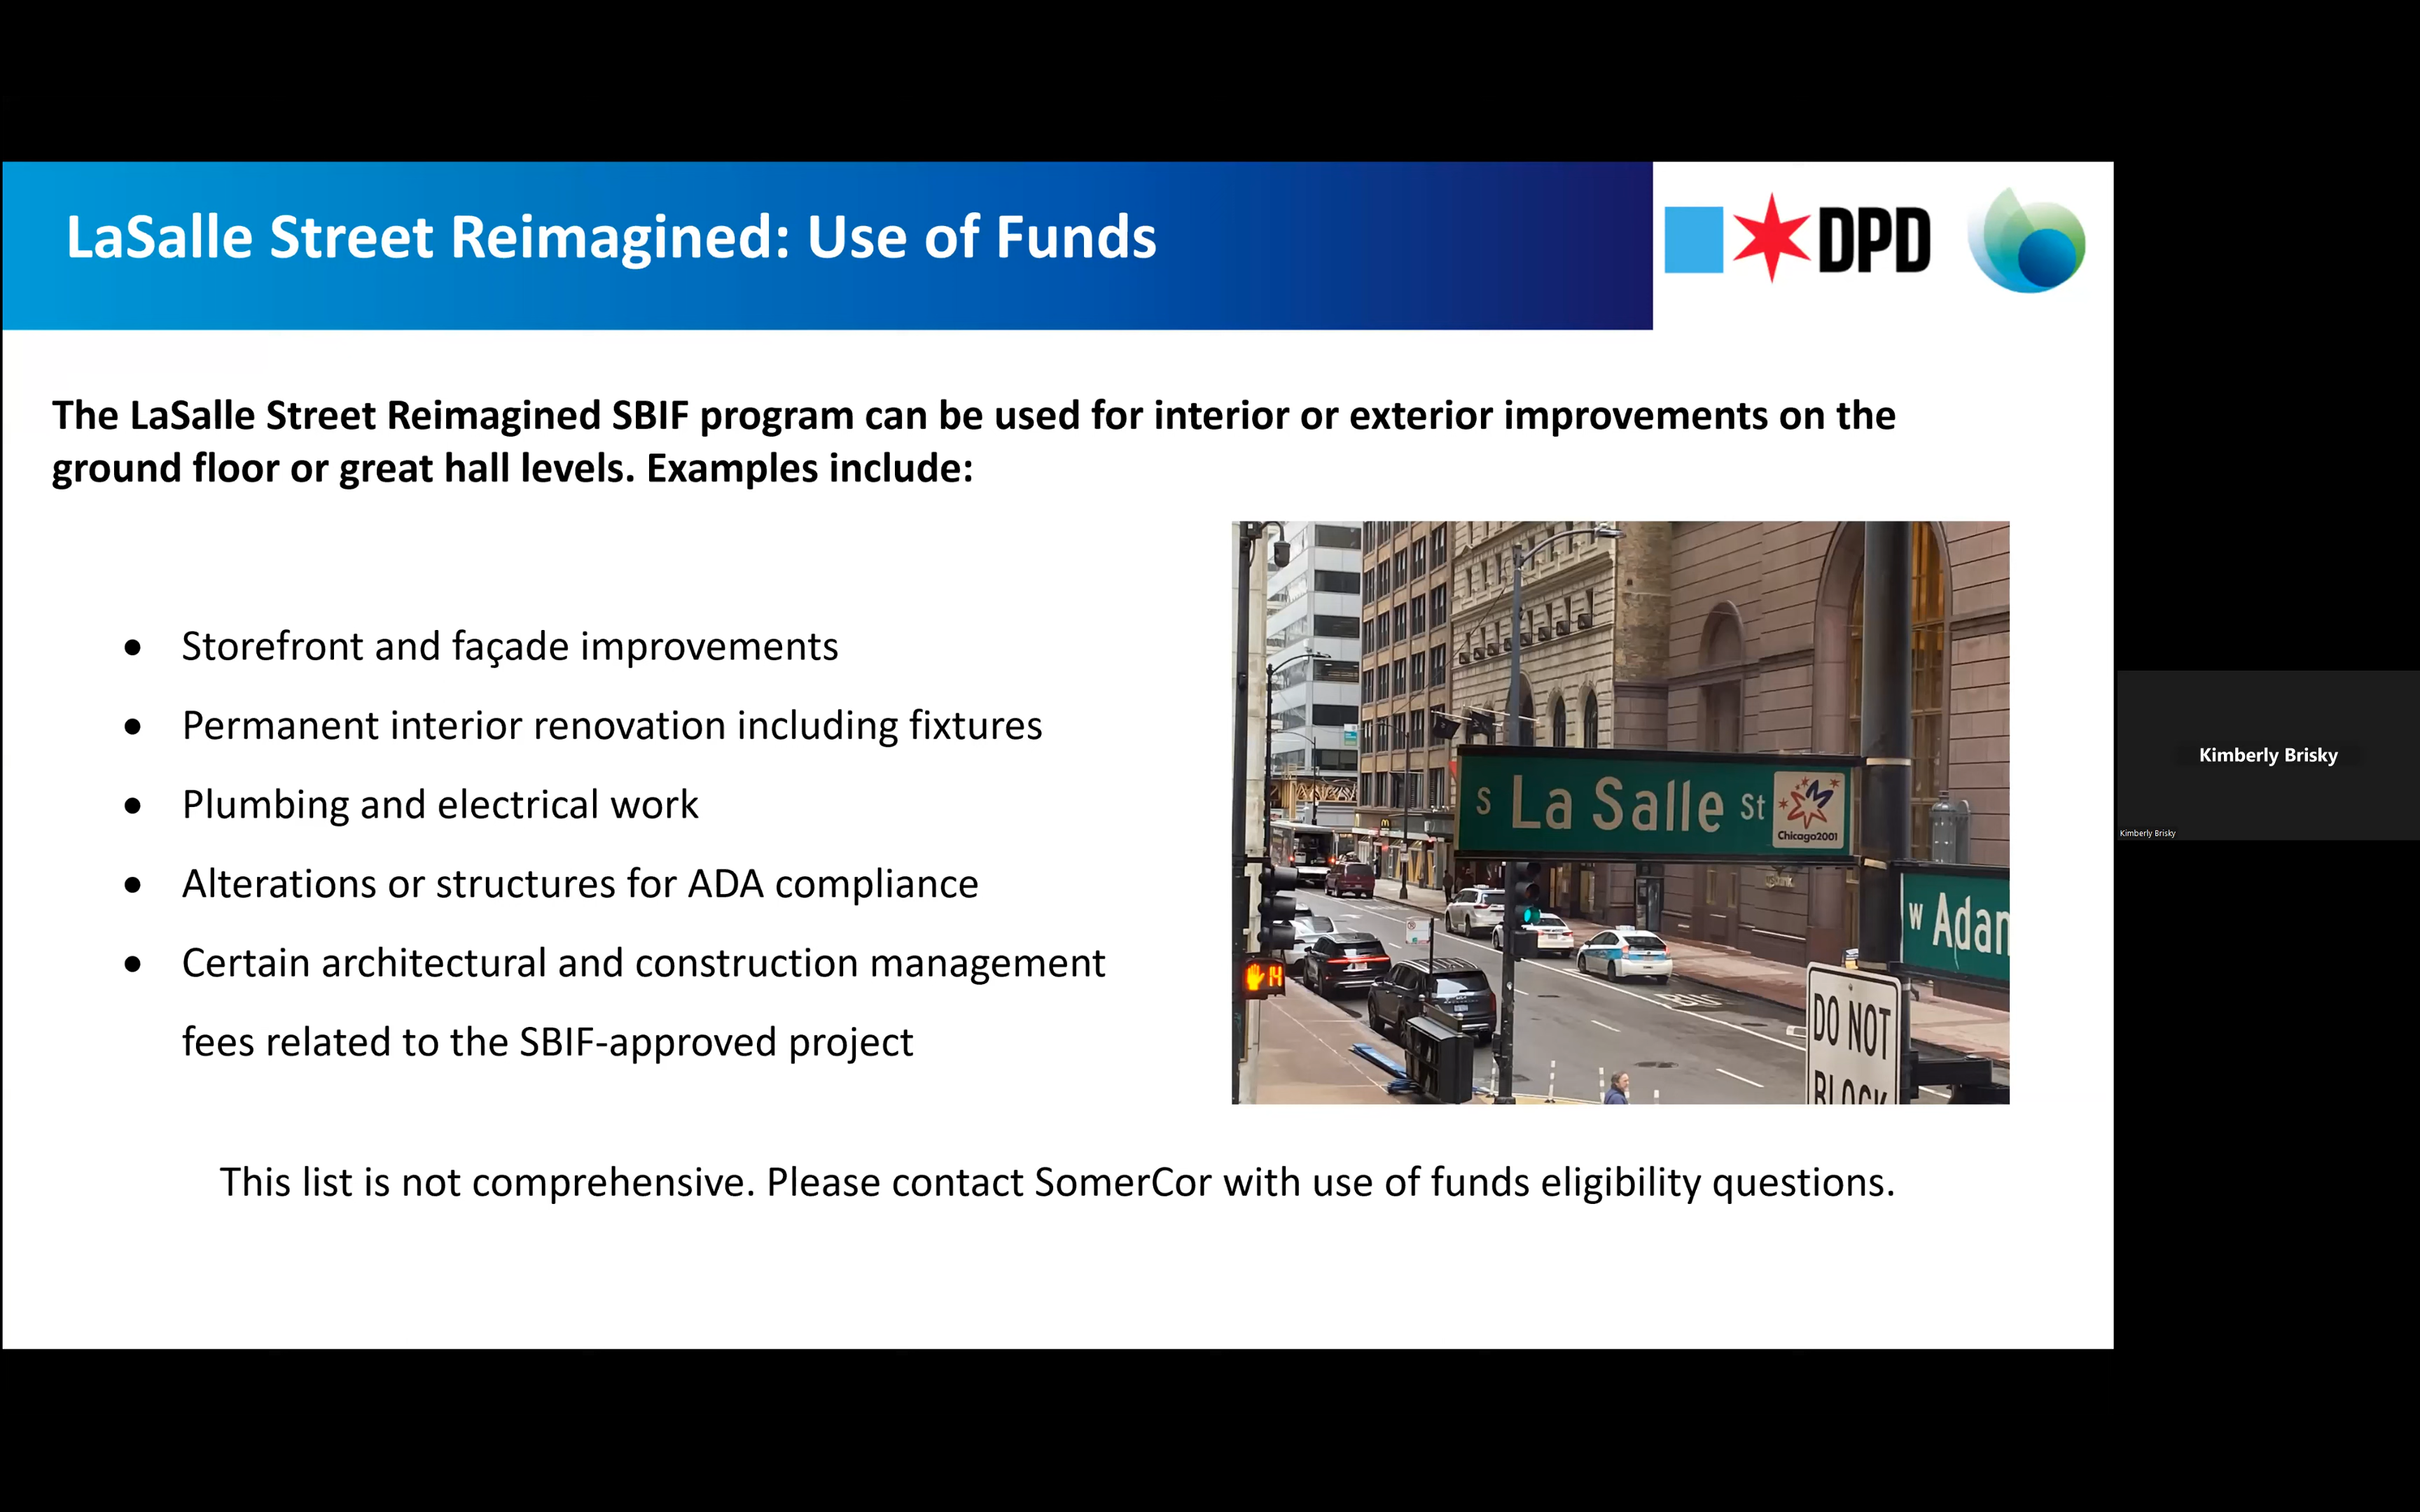 LaSalle Street Reimagined: Use of Funds
DPD
The LaSalle Street Reimagined SBIF program can be used for interior or exterior improvements on the
ground floor or great hall levels. Examples include:
● Storefront and façade improvements
● Permanent interior renovation including fixtures
● Plumbing and electrical work
● Alterations or structures for ADA compliance
● Certain architectural and construction management
fees related to the SBIF-approved project
S La Salle St
Chicago2001
W Adam
14
DO NOT
BLOCK
This list is not comprehensive. Please contact SomerCor with use of funds eligibility questions.
Kimberly Brisky
Kimberly Brisky